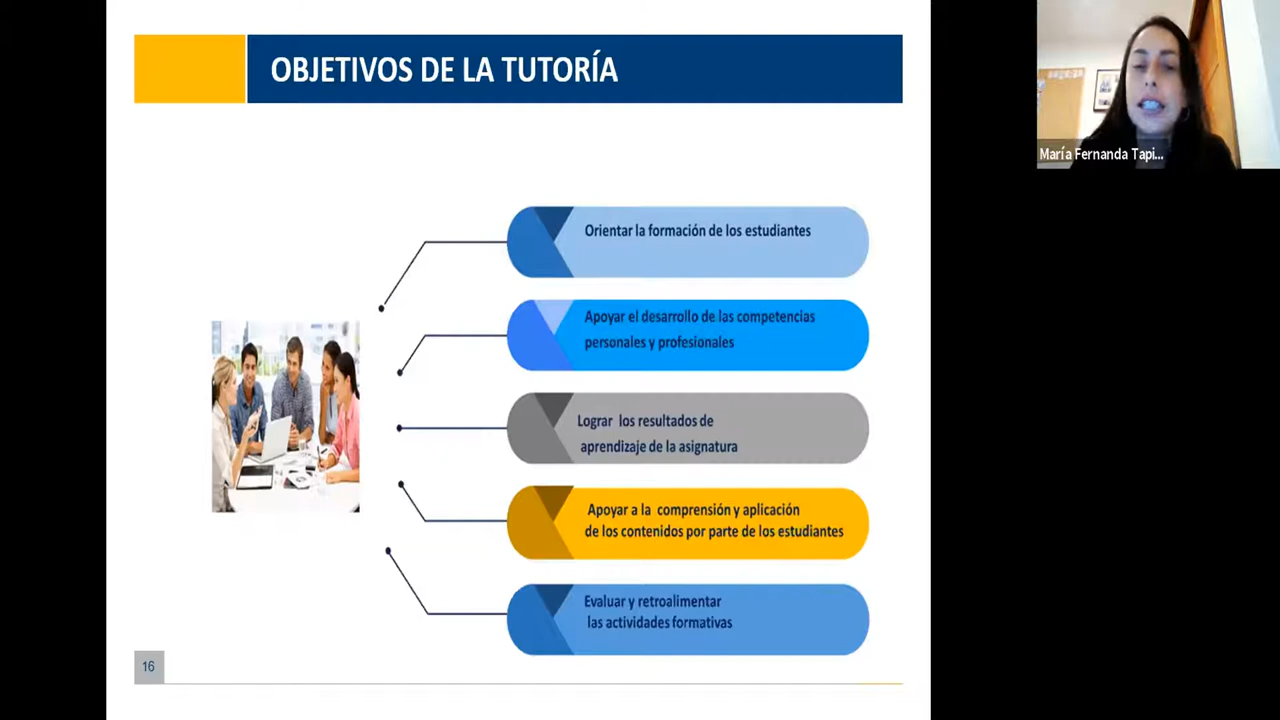 OBJETIVOS DE LA TUTORÍA
María Fernanda Tapi...
Orientar la formación de los estudiantes
Apoyar el desarrollo de las competencias
personales y profesionales
Lograr los resultados de
aprendizaje de la asignatura
Apoyar a la comprensión y aplicación
de los contenidos por parte de los estudiantes
Evaluar y retroalimentar
las actividades formativas
16